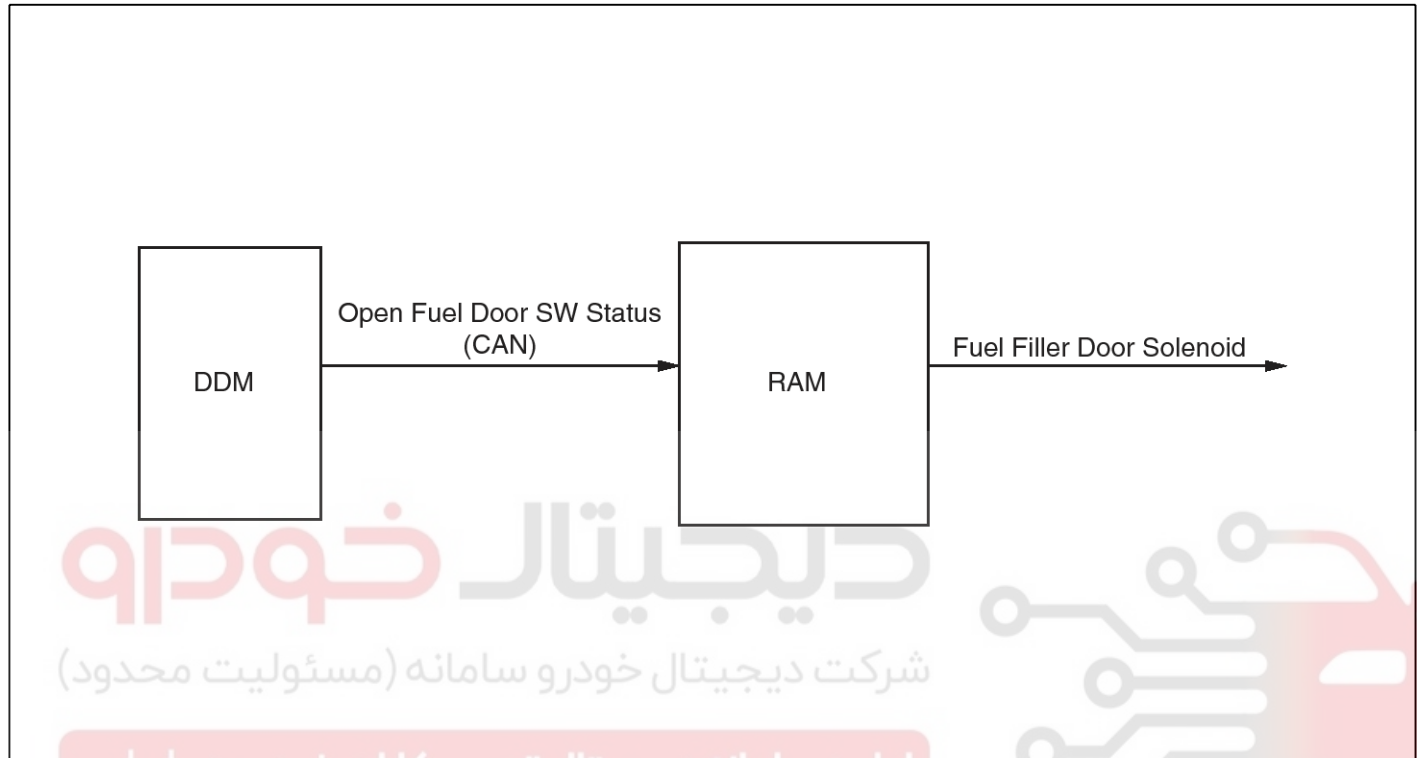 Open Fuel Door SW Status
(CAN)
Fuel Filler Door Solenoid
DDM
RAM
دیجیتال خودرو
شرکت دیجیتال خودرو سامانه (مسئولیت محدود)